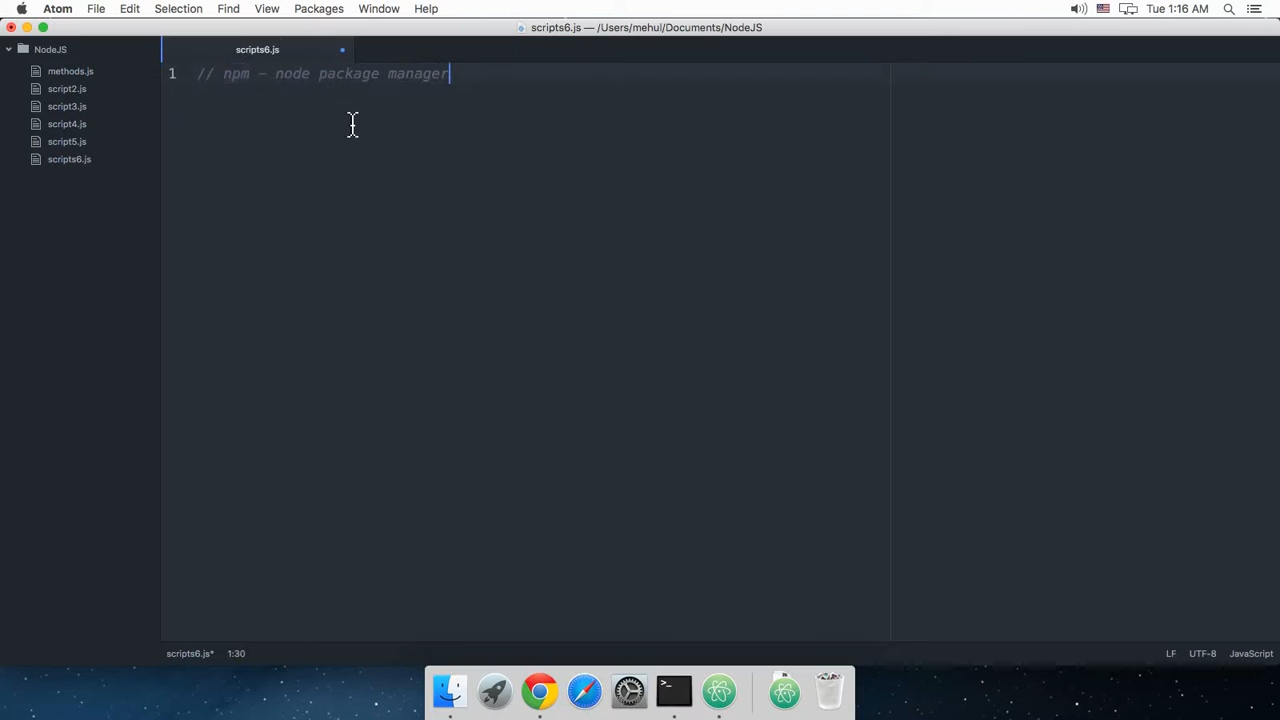 Atom File Edit Selection Find View Packages Window Help Tue 1:16 AM
scripts6.js — /Users/mehul/Documents/NodeJS
NodeJS
methods.js
script2.js
script3.js
script4.js
script5.js
scripts6.js
scripts6.js
1 // npm - node package manager
scripts6.js* 1:30 LF UTF-8 JavaScript
>_